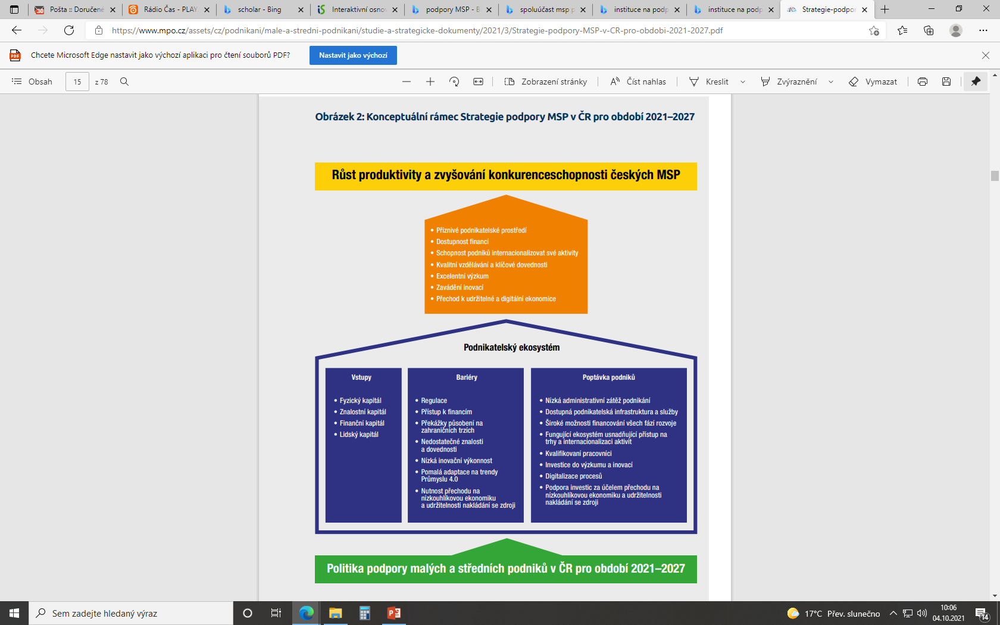 Pošta :: Doručené
Rádio Čas - PLAY
scholar - Bing
Interaktivní osno
podpory MSP - B
spoluúčast msp p
instituce na podp
instituce na podp
Strategie-podpor
https://www.mpo.cz/assets/cz/podnikani/male-a-stredni-podnikani/studie-a-strategicke-dokumenty/2021/3/Strategie-podpory-MSP-v-CR-pro-obdobi-2021-2027.pdf
Chcete Microsoft Edge nastavit jako výchozí aplikaci pro čtení souborů PDF?
Nastavit jako výchozí
Obsah
15
z 78
Zobrazení stránky
Číst nahlas
Kreslit
Zvýraznění
Vymazat
Obrázek 2: Konceptuální rámec Strategie podpory MSP v ČR pro období 2021–2027
Růst produktivity a zvyšování konkurenceschopnosti českých MSP
• Příznivé podnikatelské prostředí
• Dostupnost financí
• Schopnost podniků internacionalizovat své aktivity
• Kvalitní vzdělávání a klíčové dovednosti
• Excelentní výzkum
• Zavádění inovací
• Přechod k udržitelné a digitální ekonomice
Podnikatelský ekosystém
Vstupy
• Fyzický kapitál
• Znalostní kapitál
• Finanční kapitál
• Lidský kapitál
Bariéry
• Regulace
• Přístup k financím
• Překážky působení na
zahraničních trzích
• Nedostatečné znalosti
a dovednosti
• Nízká inovační výkonnost
• Pomalá adaptace na trendy
Průmyslu 4.0
• Nutnost přechodu na
nízkouhlíkovou ekonomiku
a udržitelnosti nakládání se zdroji
Poptávka podniků
• Nízká administrativní zátěž podnikání
• Dostupná podnikatelská infrastruktura a služby
• Široké možnosti financování všech fází rozvoje
• Fungující ekosystém usnadňující přístup na
trhy a internacionalizaci aktivit
• Kvalifikovaní pracovníci
• Investice do výzkumu a inovací
• Digitalizace procesů
• Podpora investic za účelem přechodu na
nízkouhlíkovou ekonomiku a udržitelnosti
nakládání se zdroji
Politika podpory malých a středních podniků v ČR pro období 2021–2027
Sem zadejte hledaný výraz
17°C Přev. slunečno
10:06
04.10.2021
14